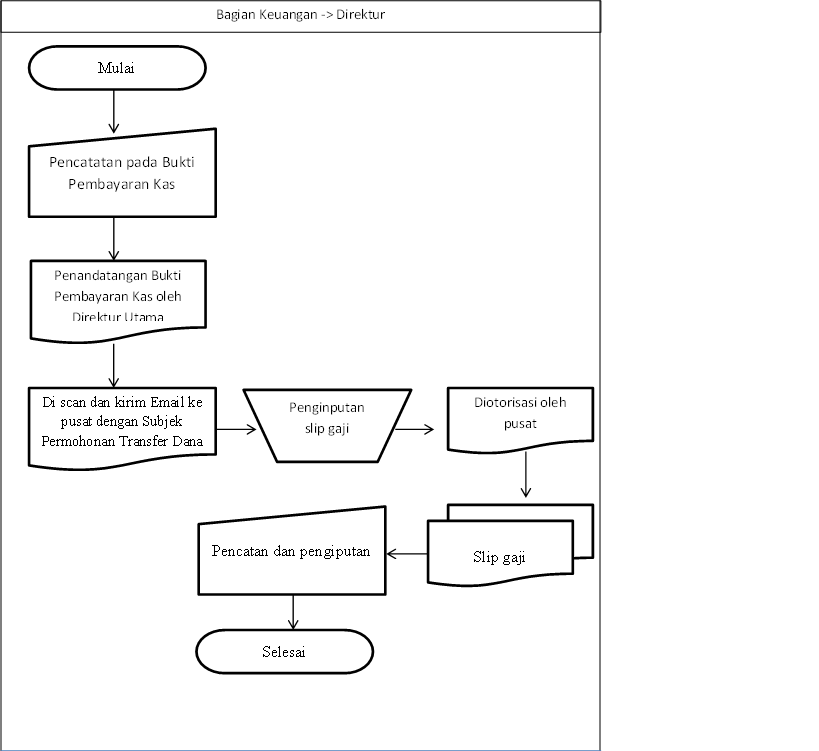 Bagian Keuangan -> Direktur
Mulai
Pencatatan pada Bukti
Pembayaran Kas
Penandatangan Bukti
Pembayaran Kas oleh
Direktur Utama
Di scan dan kirim Email ke
pusat dengan Subjek
Permohonan Transfer Dana
Penginputan
slip gaji
Diotorisasi oleh
pusat
Slip gaji
Pencatan dan pengiputan
Selesai